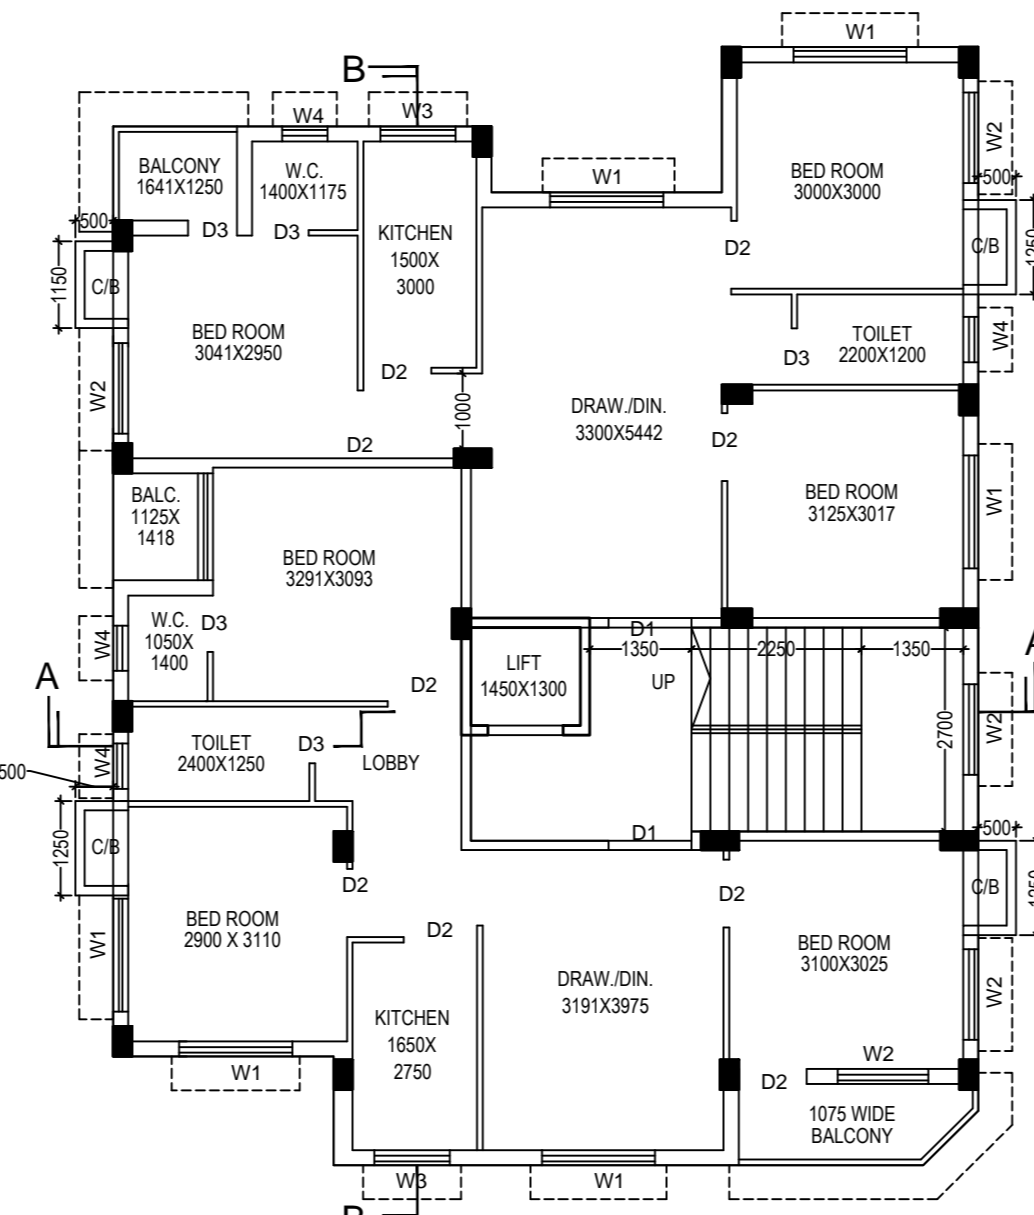 W1
B
W4
W3
W2
BALCONY
1641X1250
W.C.
1400X1175
W1
BED ROOM
3000X3000
500
500
D3
D3
KITCHEN
1500X
3000
D2
C/B
1250
1150
C/B
BED ROOM
3041X2950
TOILET
2200X1200
W4
D3
W2
D2
1000
DRAW./DIN.
3300X5442
D2
D2
BALC.
1125X
1418
BED ROOM
3125X3017
W1
BED ROOM
3291X3093
W4
W.C.
1050X
1400
D3
D1
1350
2250
1350
LIFT
1450X1300
UP
A
A
D2
2700
W2
TOILET
2400X1250
D3
LOBBY
W4
500
D1
500
1250
C/B
D2
D2
C/B
1250
BED ROOM
2900 X 3110
D2
W1
BED ROOM
3100X3025
DRAW./DIN.
3191X3975
W2
KITCHEN
1650X
2750
W1
W2
D2
1075 WIDE
BALCONY
W3
W1
B